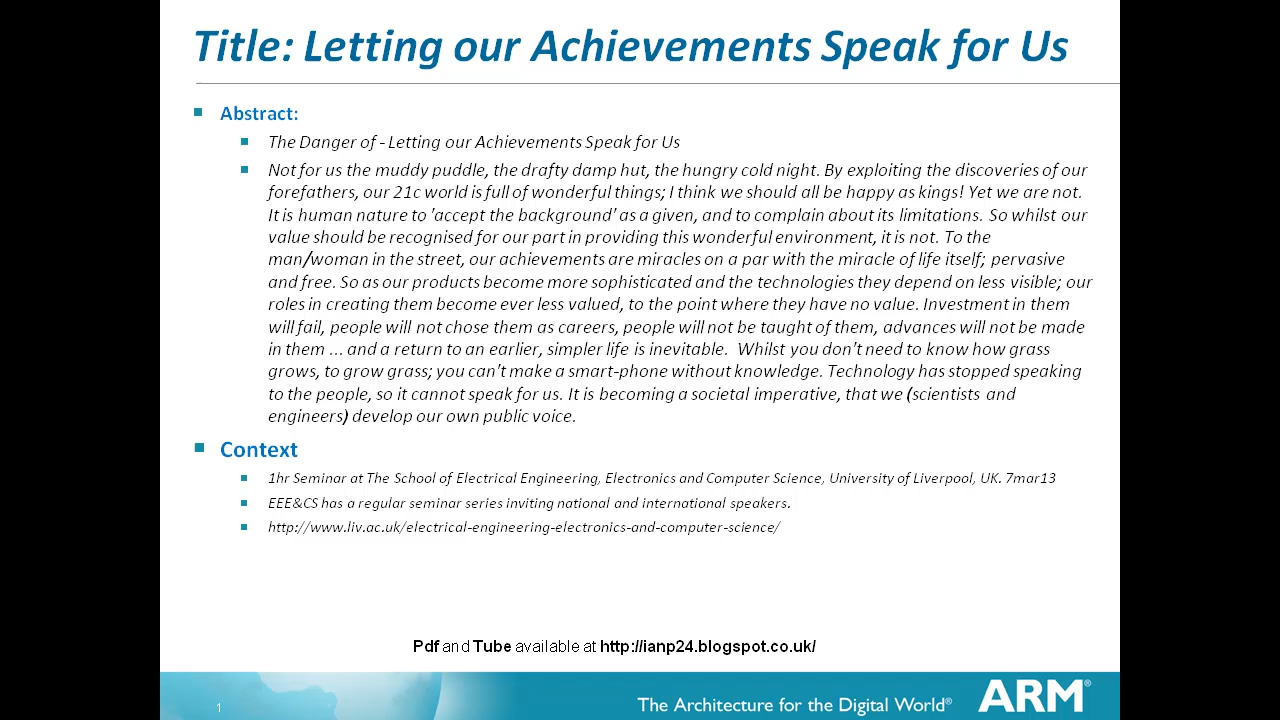 Title: Letting our Achievements Speak for Us
Abstract:
The Danger of - Letting our Achievements Speak for Us
Not for us the muddy puddle, the drafty damp hut, the hungry cold night. By exploiting the discoveries of our
forefathers, our 21c world is full of wonderful things; I think we should all be happy as kings! Yet we are not.
It is human nature to 'accept the background' as a given, and to complain about its limitations. So whilst our
value should be recognised for our part in providing this wonderful environment, it is not. To the
man/woman in the street, our achievements are miracles on a par with the miracle of life itself; pervasive
and free. So as our products become more sophisticated and the technologies they depend on less visible; our
roles in creating them become ever less valued, to the point where they have no value. Investment in them
will fail, people will not chose them as careers, people will not be taught of them, advances will not be made
in them ... and a return to an earlier, simpler life is inevitable. Whilst you don't need to know how grass
grows, to grow grass; you can't make a smart-phone without knowledge. Technology has stopped speaking
to the people, so it cannot speak for us. It is becoming a societal imperative, that we (scientists and
engineers) develop our own public voice.
Context
1hr Seminar at The School of Electrical Engineering, Electronics and Computer Science, University of Liverpool, UK. 7mar13
EEE&CS has a regular seminar series inviting national and international speakers.
http://www.liv.ac.uk/electrical-engineering-electronics-and-computer-science/
Pdf and Tube available at http://ianp24.blogspot.co.uk/
1
The Architecture for the Digital World® ARM®